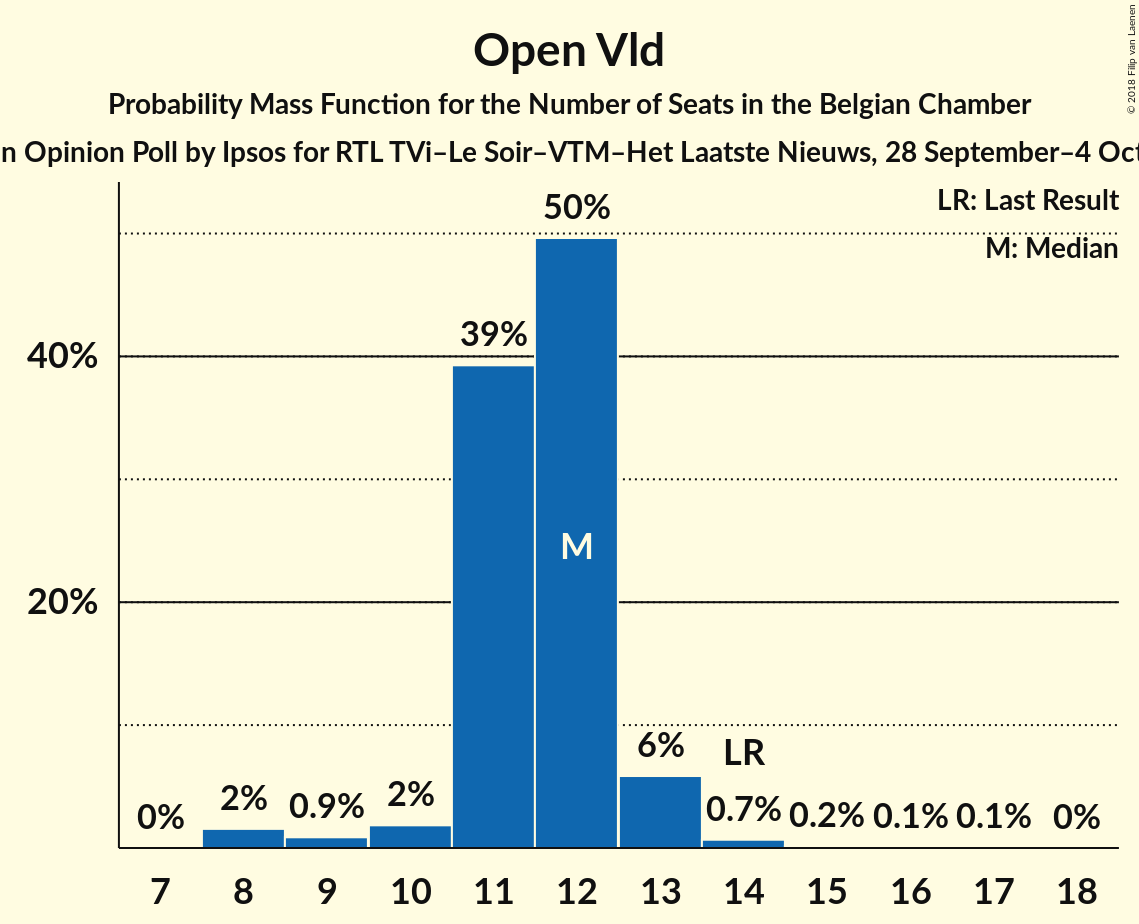 Open Vld
Probability Mass Function for the Number of Seats in the Belgian Chamber
n Opinion Poll by Ipsos for RTL TVi–Le Soir–VTM–Het Laatste Nieuws, 28 September–4 Oct
© 2018 Filip van Laenen
LR: Last Result
M: Median
50%
39%
40%
M
20%
6%
LR
0%
2%
0.9%
2%
0.7%
0.2%
0.1%
0.1%
0%
7 8 9 10 11 12 13 14 15 16 17 18